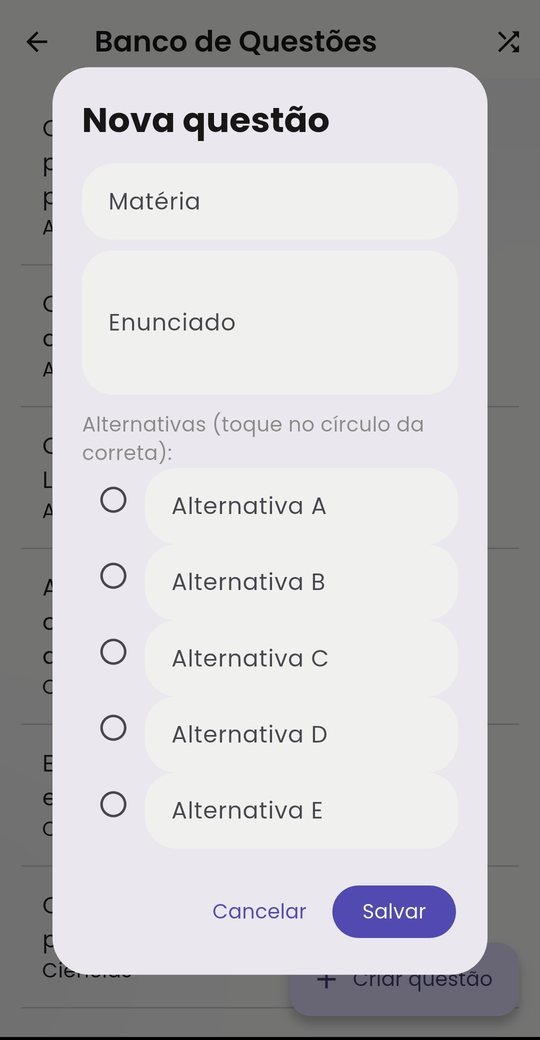 Banco de Questões
Nova questão
Matéria
Enunciado
Alternativas (toque no círculo da
correta):
Alternativa A
Alternativa B
Alternativa C
Alternativa D
Alternativa E
Cancelar
Salvar
Ciências
+ Criar questão